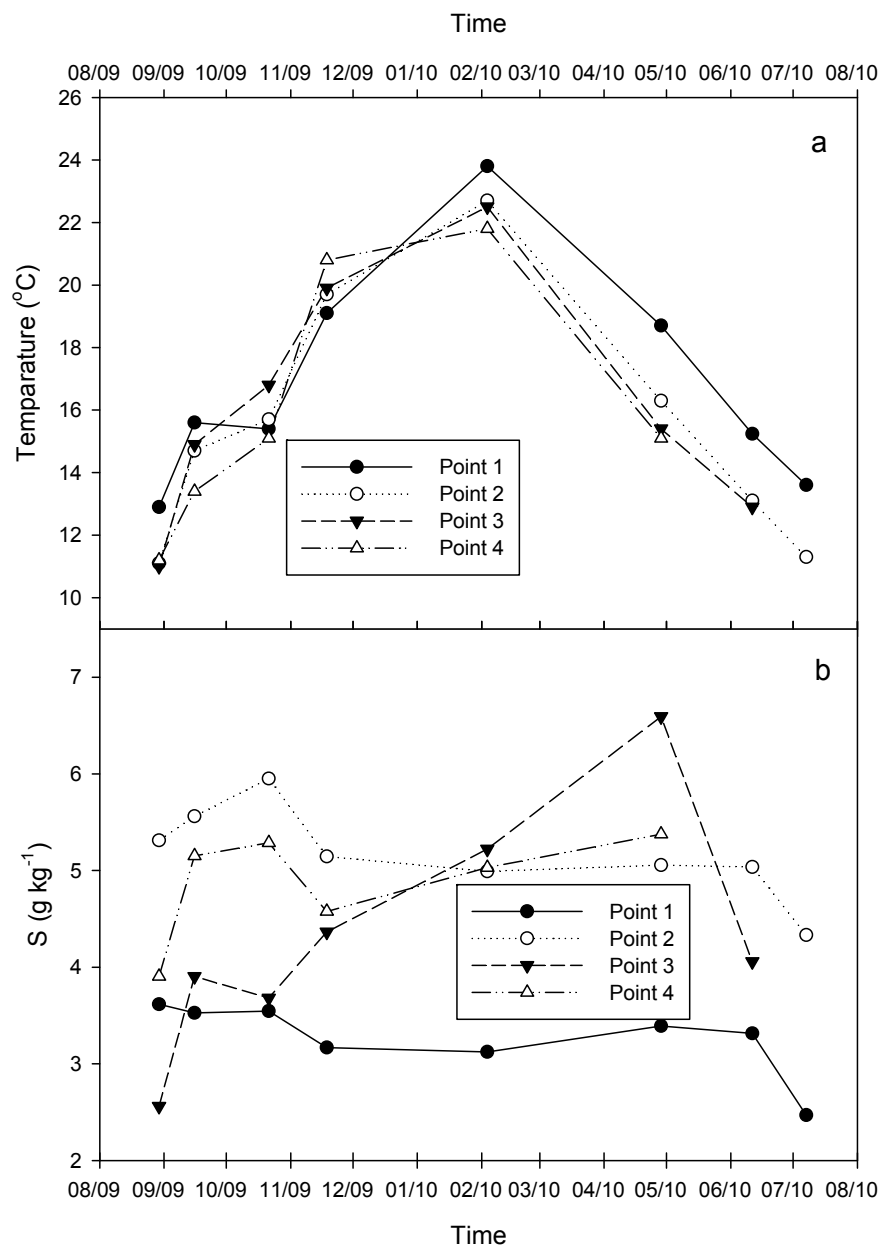 Time
08/09 09/09 10/09 11/09 12/09 01/10 02/10 03/10 04/10 05/10 06/10 07/10 08/10
26
a
24
22
20
18
16
14
12
10
Temparature (°C)
Point 1
Point 2
Point 3
Point 4
b
7
6
5
4
3
2
S (g kg⁻¹)
Point 1
Point 2
Point 3
Point 4
08/09 09/09 10/09 11/09 12/09 01/10 02/10 03/10 04/10 05/10 06/10 07/10 08/10
Time